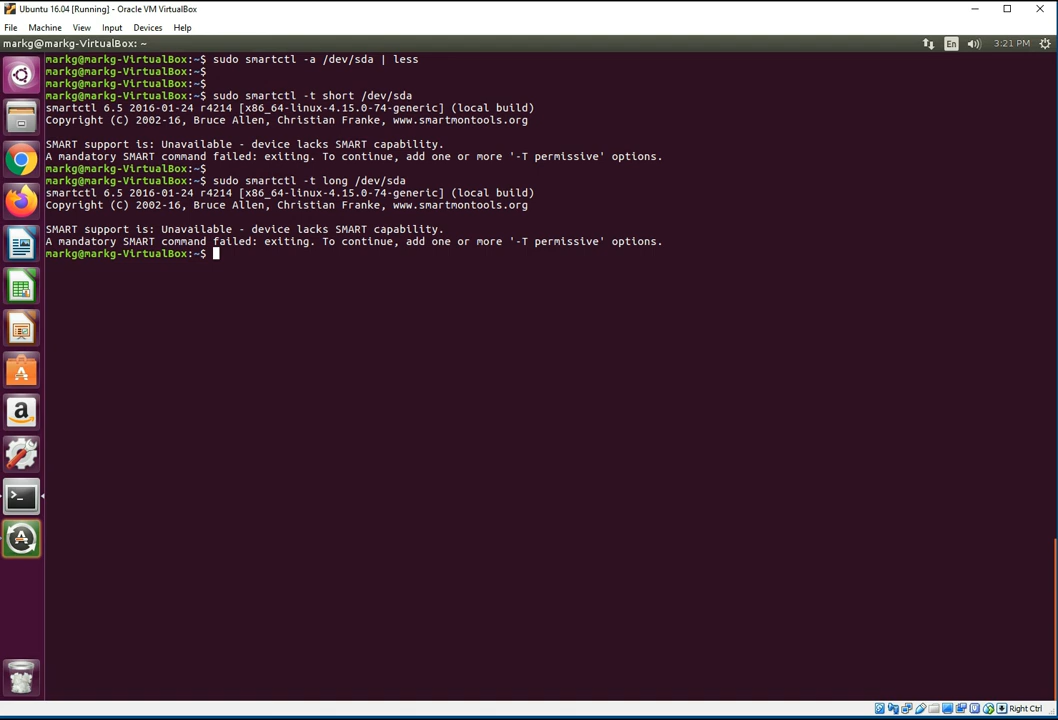 Ubuntu 16.04 [Running] - Oracle VM VirtualBox
File Machine View Input Devices Help
markg@markg-VirtualBox: ~ En 3:21 PM
markg@markg-VirtualBox:~$ sudo smartctl -a /dev/sda | less
markg@markg-VirtualBox:~$
markg@markg-VirtualBox:~$
markg@markg-VirtualBox:~$ sudo smartctl -t short /dev/sda
smartctl 6.5 2016-01-24 r4214 [x86_64-linux-4.15.0-74-generic] (local build)
Copyright (C) 2002-16, Bruce Allen, Christian Franke, www.smartmontools.org
SMART support is: Unavailable - device lacks SMART capability.
A mandatory SMART command failed: exiting. To continue, add one or more '-T permissive' options.
markg@markg-VirtualBox:~$
markg@markg-VirtualBox:~$ sudo smartctl -t long /dev/sda
smartctl 6.5 2016-01-24 r4214 [x86_64-linux-4.15.0-74-generic] (local build)
Copyright (C) 2002-16, Bruce Allen, Christian Franke, www.smartmontools.org
SMART support is: Unavailable - device lacks SMART capability.
A mandatory SMART command failed: exiting. To continue, add one or more '-T permissive' options.
markg@markg-VirtualBox:~$
Right Ctrl